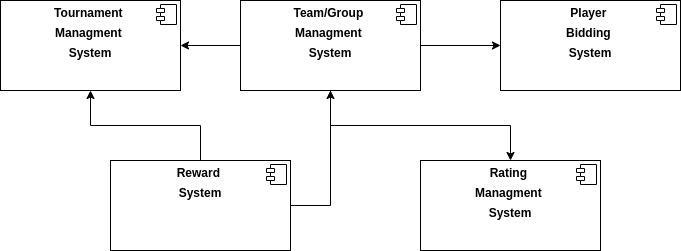 Tournament
Managment
System
Team/Group
Managment
System
Player
Bidding
System
Reward
System
Rating
Managment
System